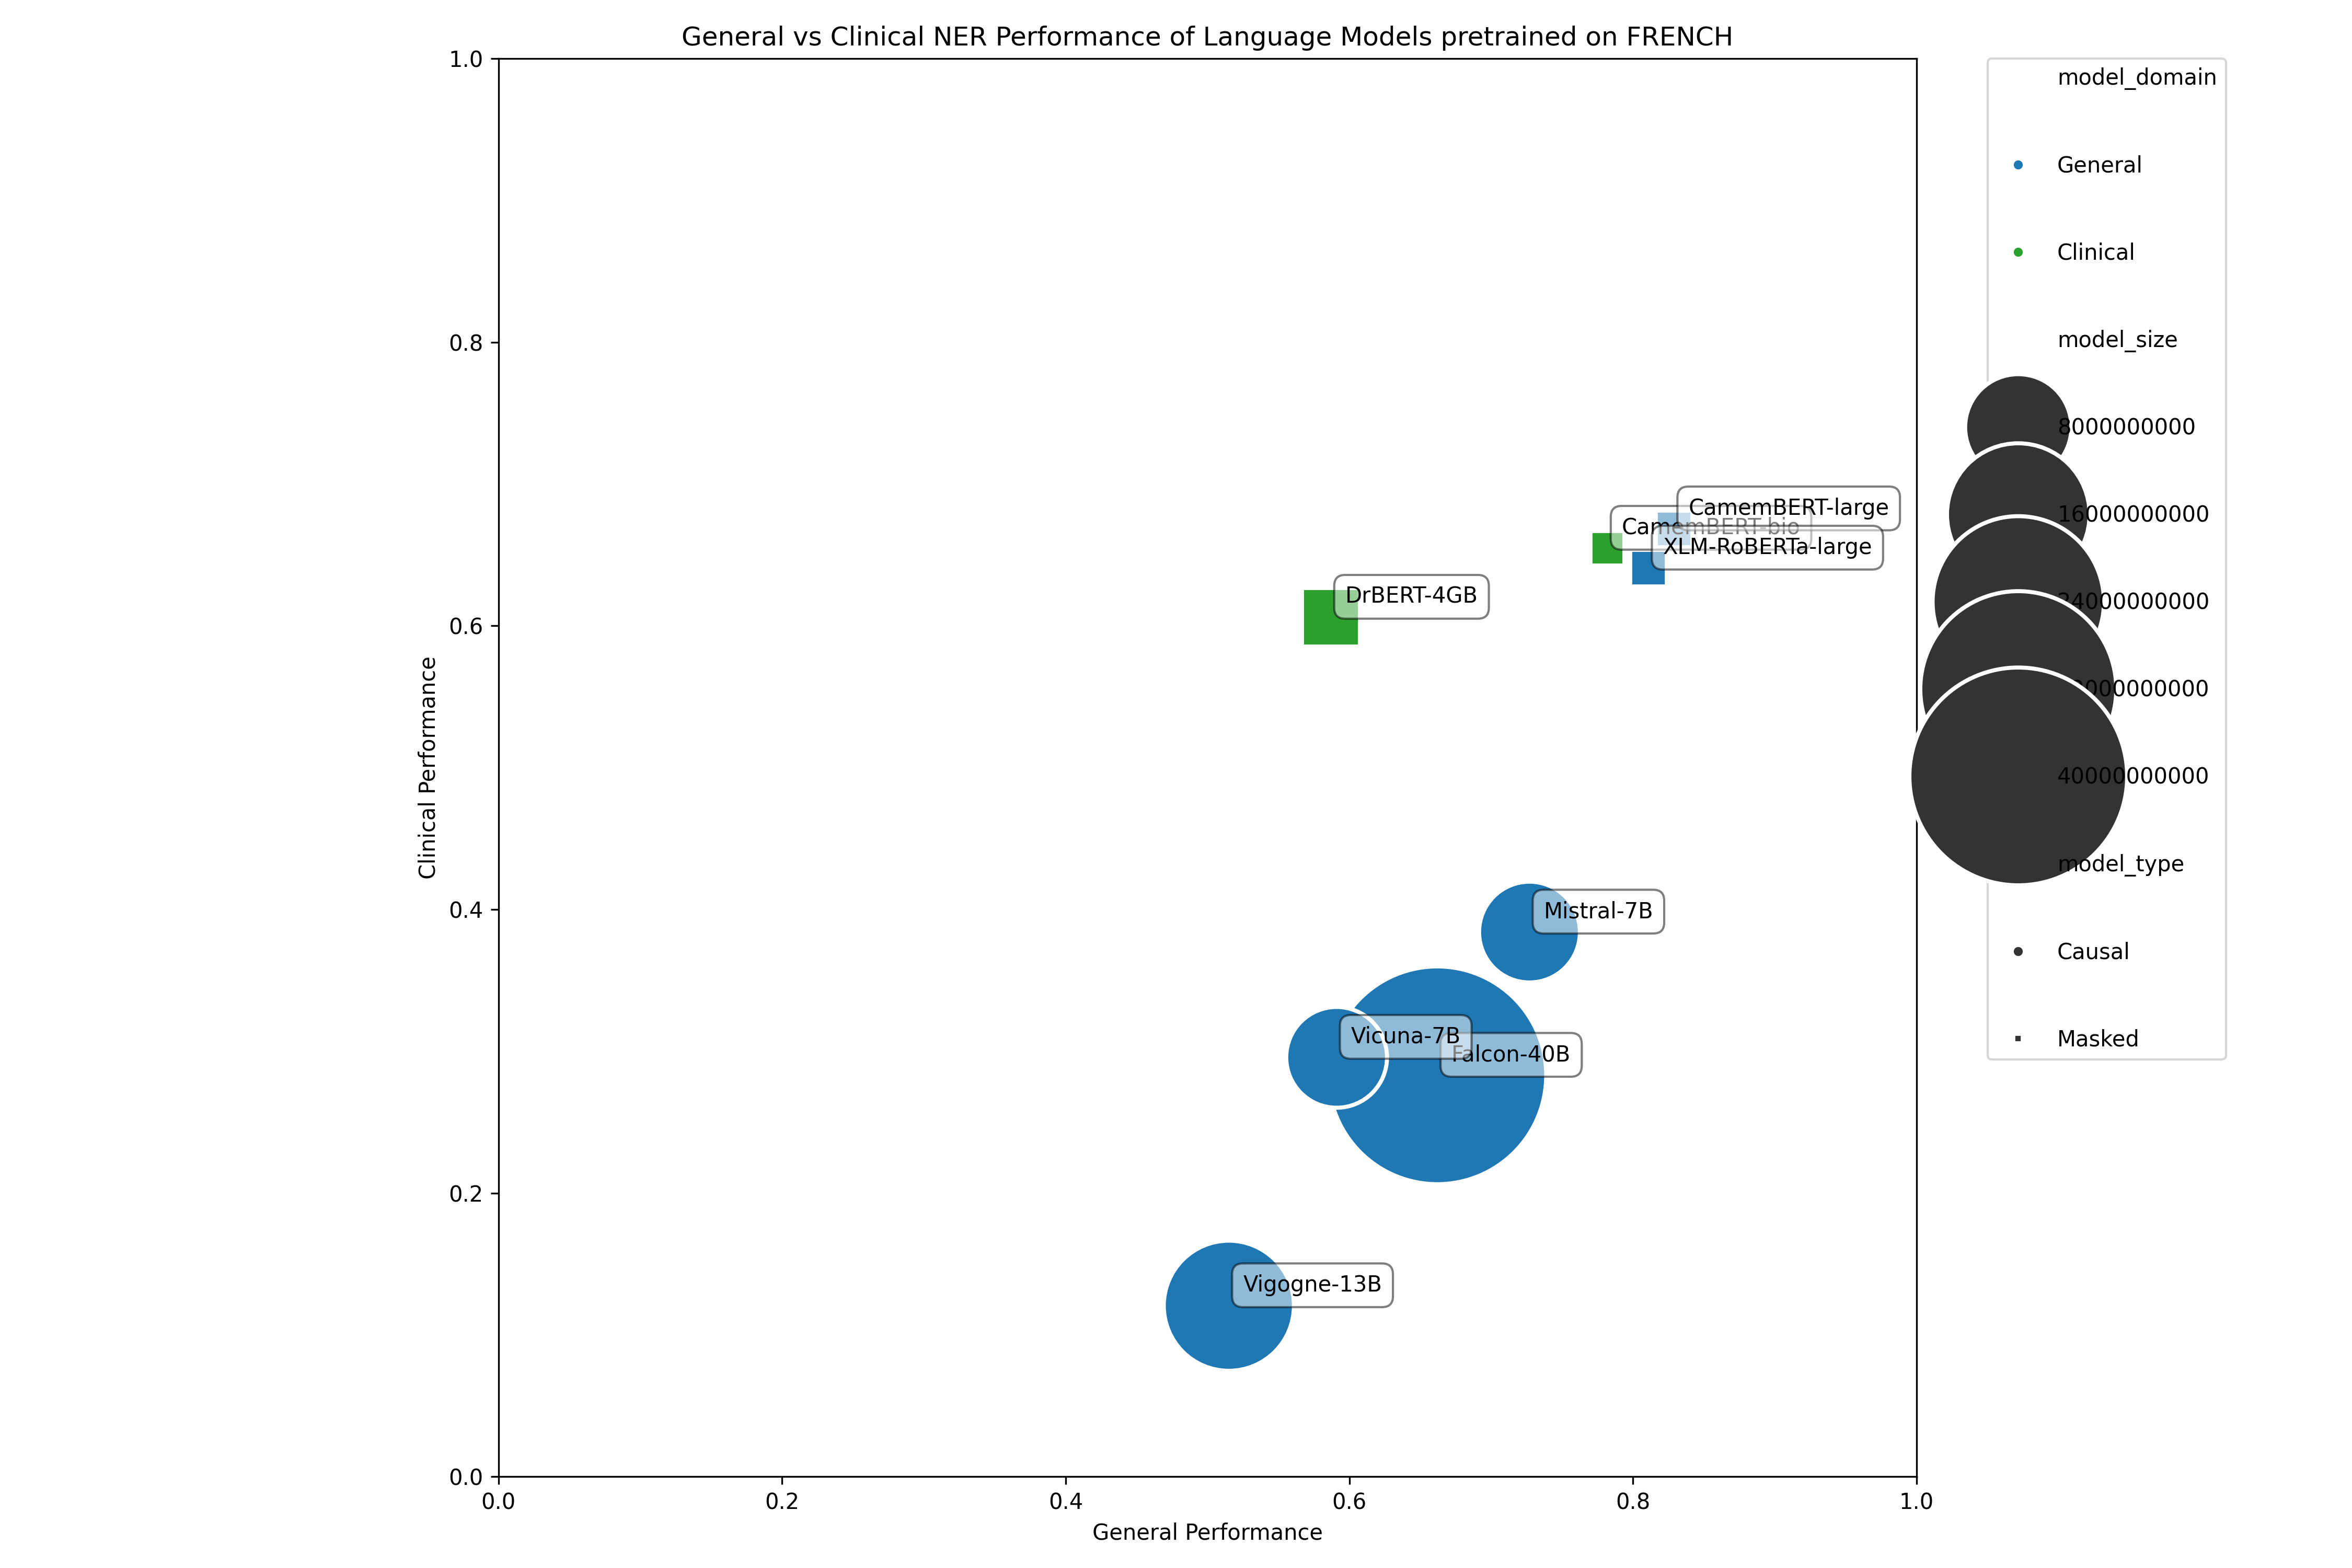 General vs Clinical NER Performance of Language Models pretrained on FRENCH
1.0
0.8
0.6
0.4
0.2
0.0
Clinical Performance
0.0
0.2
0.4
0.6
0.8
1.0
General Performance
CamemBERT-large
CamemBERT-bio
XLM-RoBERTa-large
DrBERT-4GB
Mistral-7B
Vicuna-7B
Falcon-40B
Vigogne-13B
model_domain
General
Clinical
model_size
8000000000
16000000000
24000000000
40000000000
model_type
Causal
Masked